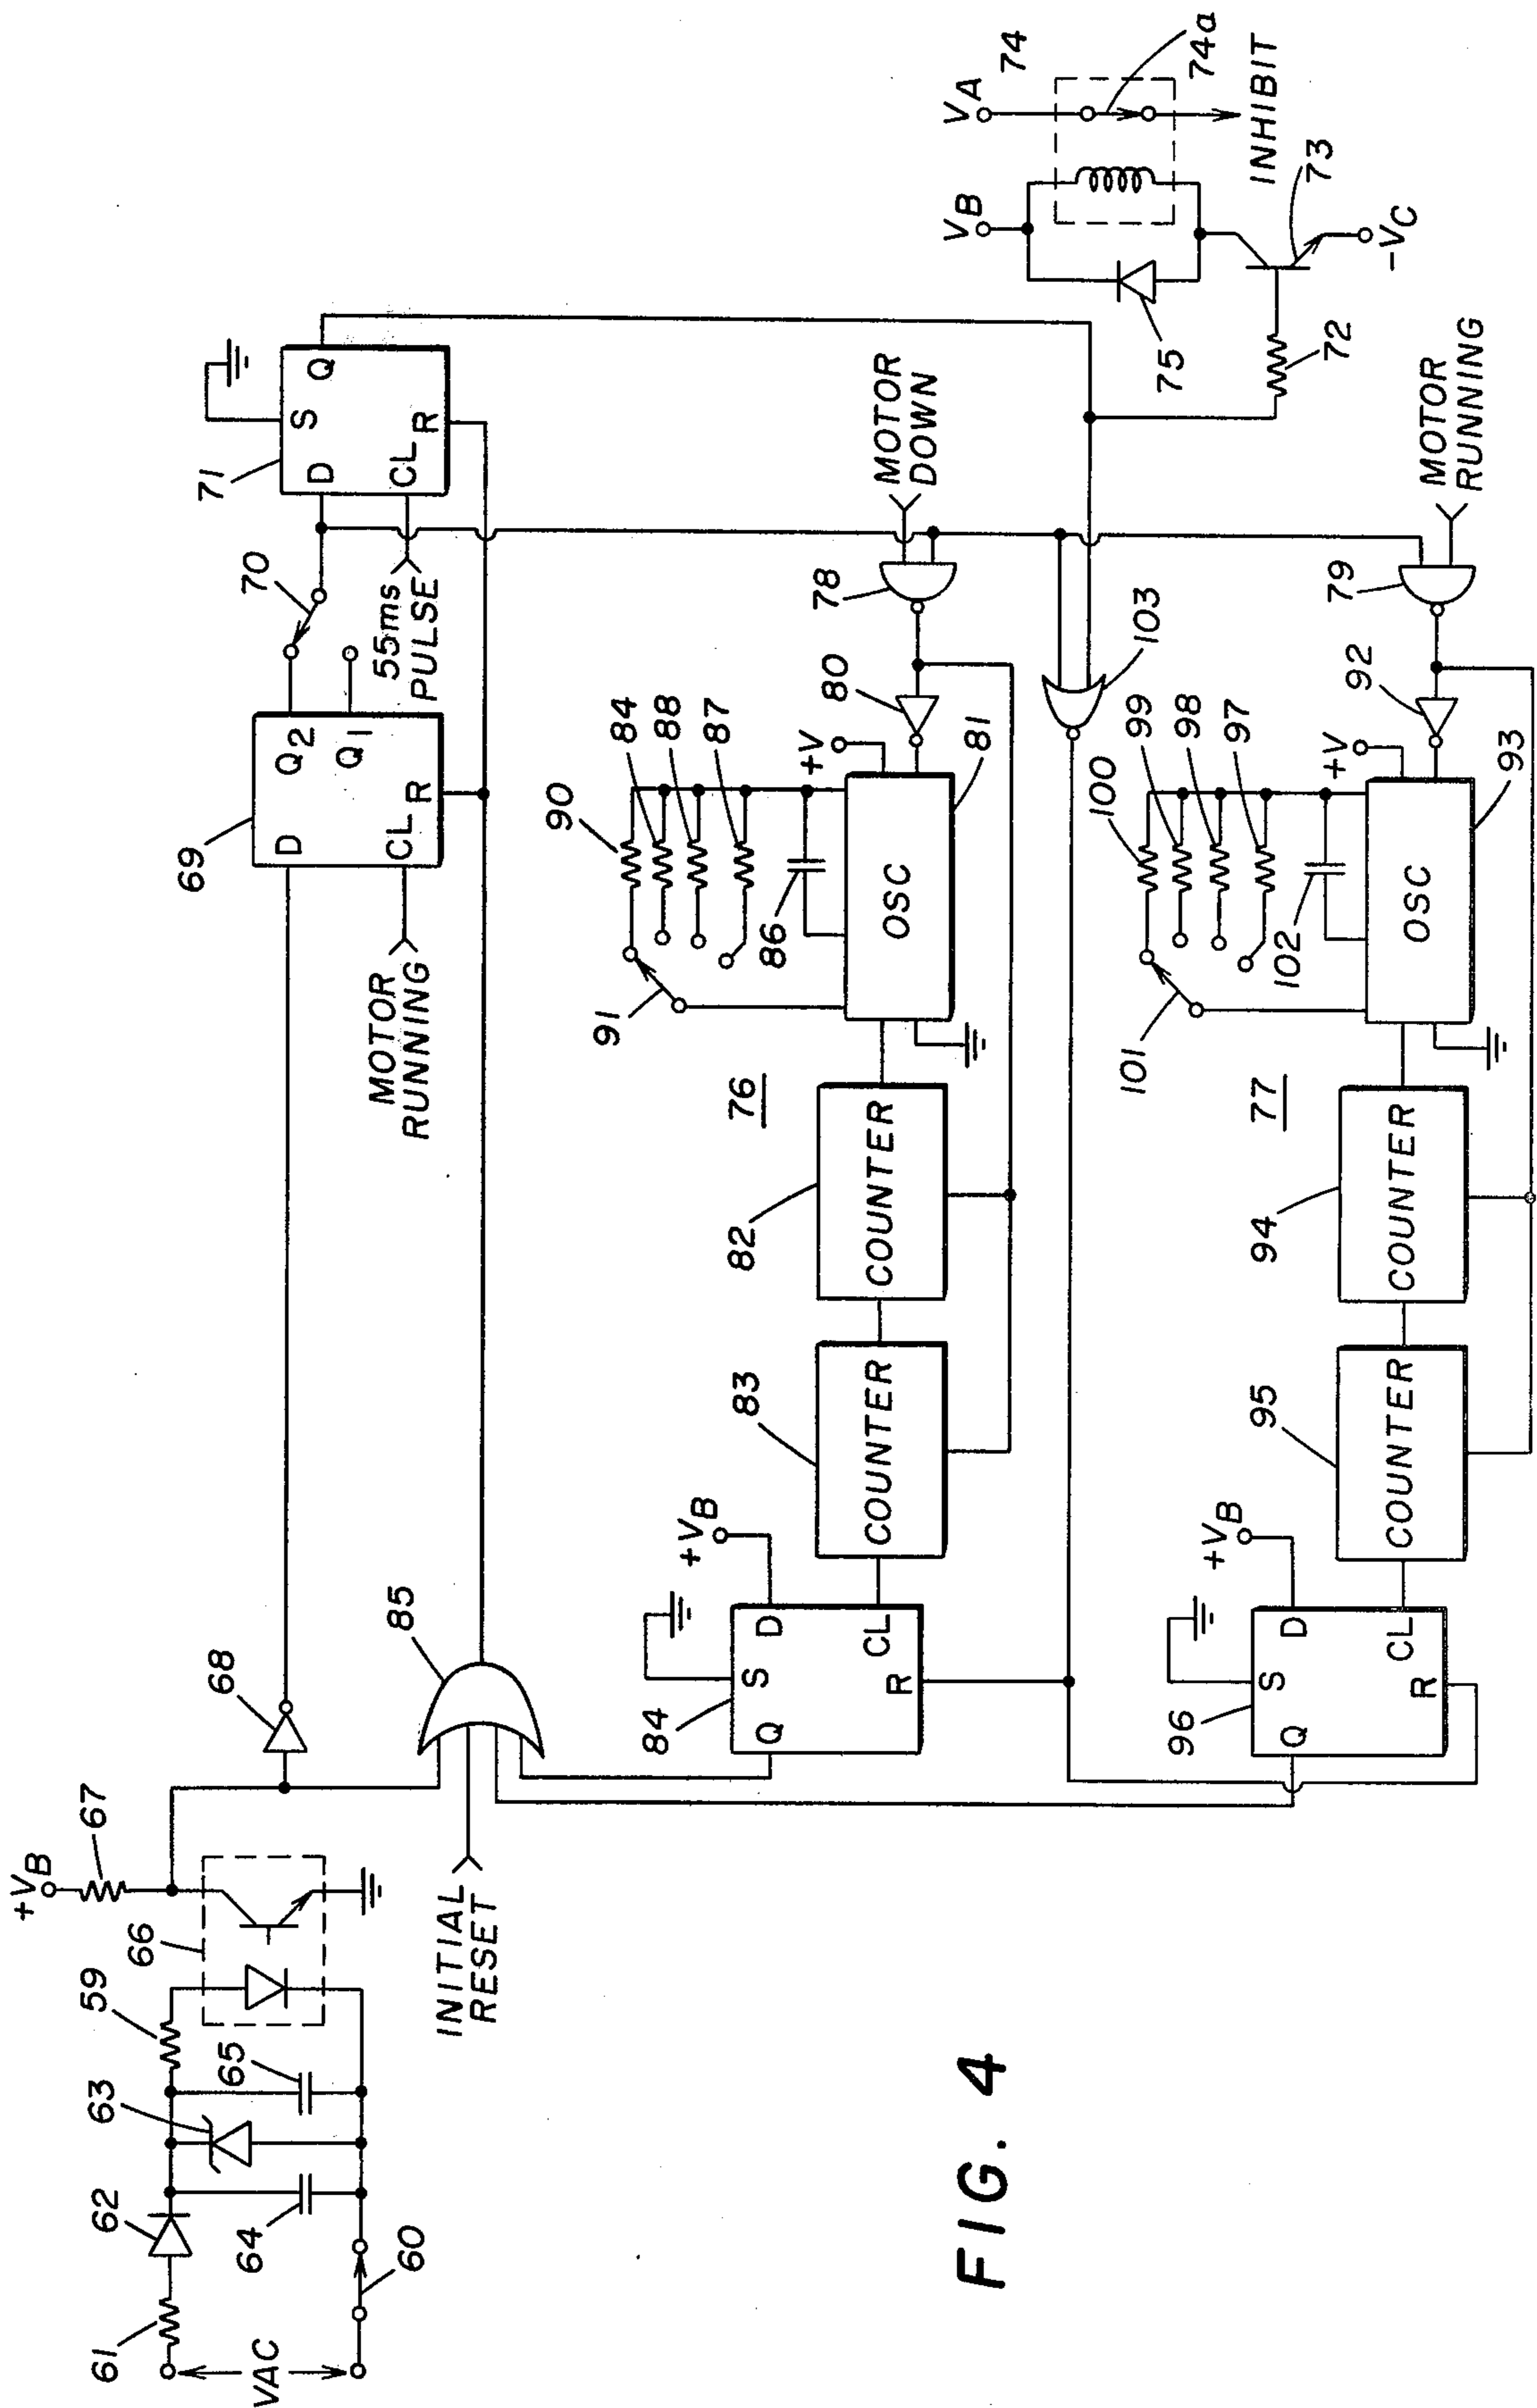 +VB
67
61
62
63
59
66
VAC
64
65
60
68
INITIAL
RESET
85
69
D
Q2
Q1
CL
R
MOTOR
RUNNING
70
71
D
S
Q
CL
R
55ms
PULSE
+VB
84
S
D
Q
CL
R
83
COUNTER
82
COUNTER
76
91
90
84
88
87
86
+V
OSC
81
80
78
MOTOR
DOWN
103
VB
VA
74
74a
INHIBIT
75
73
72
-VC
+VB
96
S
D
Q
CL
R
95
COUNTER
94
COUNTER
77
101
100
99
98
97
102
+V
OSC
93
92
79
MOTOR
RUNNING
FIG. 4